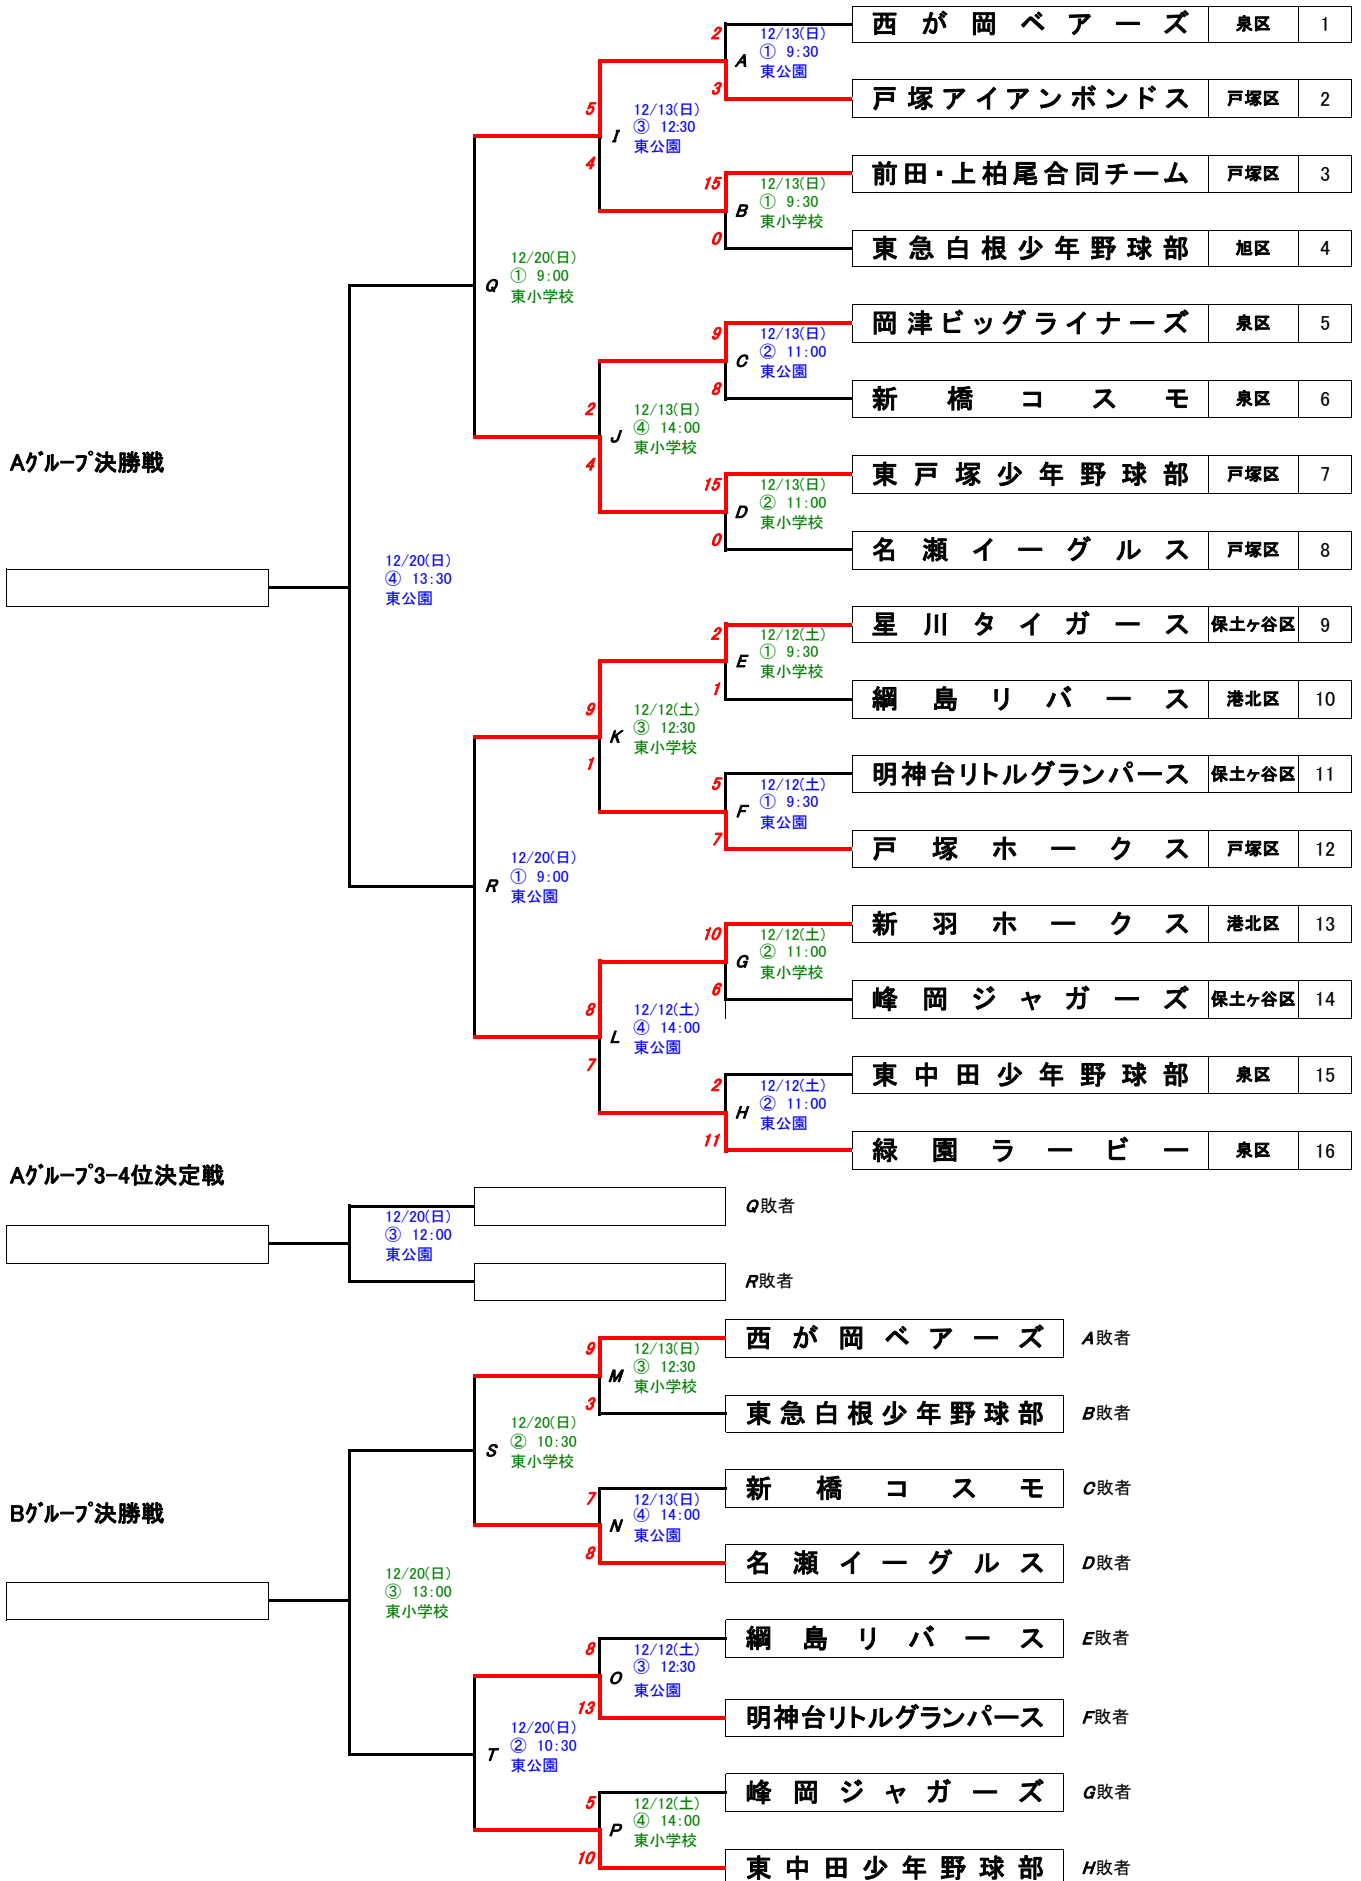 西が岡ベアーズ 泉区 1
2
12/13(日)
① 9:30
A
東公園
3
戸塚アイアンボンドス 戸塚区 2
5
12/13(日)
③ 12:30
I
東公園
4
前田・上柏尾合同チーム 戸塚区 3
15
12/13(日)
① 9:30
B
東小学校
0
東急白根少年野球部 旭区 4
12/20(日)
① 9:00
Q
東小学校
岡津ビッグライナーズ 泉区 5
9
12/13(日)
② 11:00
C
東公園
8
新橋コスモ 泉区 6
2
12/13(日)
④ 14:00
J
東小学校
4
Aグループ決勝戦
東戸塚少年野球部 戸塚区 7
15
12/13(日)
② 11:00
D
東小学校
0
名瀬イーグルス 戸塚区 8
12/20(日)
④ 13:30
東公園
星川タイガース 保土ヶ谷区 9
2
12/12(土)
① 9:30
E
東小学校
1
綱島リバース 港北区 10
9
12/12(土)
③ 12:30
K
東小学校
1
明神台リトルグランパース 保土ヶ谷区 11
5
12/12(土)
① 9:30
F
東公園
7
戸塚ホークス 戸塚区 12
12/20(日)
① 9:00
R
東公園
新羽ホークス 港北区 13
10
12/12(土)
② 11:00
G
東小学校
6
峰岡ジャガーズ 保土ヶ谷区 14
8
12/12(土)
④ 14:00
L
東公園
7
東中田少年野球部 泉区 15
2
12/12(土)
② 11:00
H
東公園
11
緑園ラービー 泉区 16
Aグループ3-4位決定戦
Q敗者
12/20(日)
③ 12:00
東公園
R敗者
西が岡ベアーズ A敗者
9
12/13(日)
③ 12:30
M
東小学校
3
東急白根少年野球部 B敗者
12/20(日)
② 10:30
S
東小学校
新橋コスモ C敗者
7
12/13(日)
④ 14:00
N
東公園
8
Bグループ決勝戦
名瀬イーグルス D敗者
12/20(日)
③ 13:00
東小学校
綱島リバース E敗者
8
12/12(土)
③ 12:30
O
東公園
13
明神台リトルグランパース F敗者
12/20(日)
② 10:30
T
東公園
峰岡ジャガーズ G敗者
5
12/12(土)
④ 14:00
P
東小学校
10
東中田少年野球部 H敗者